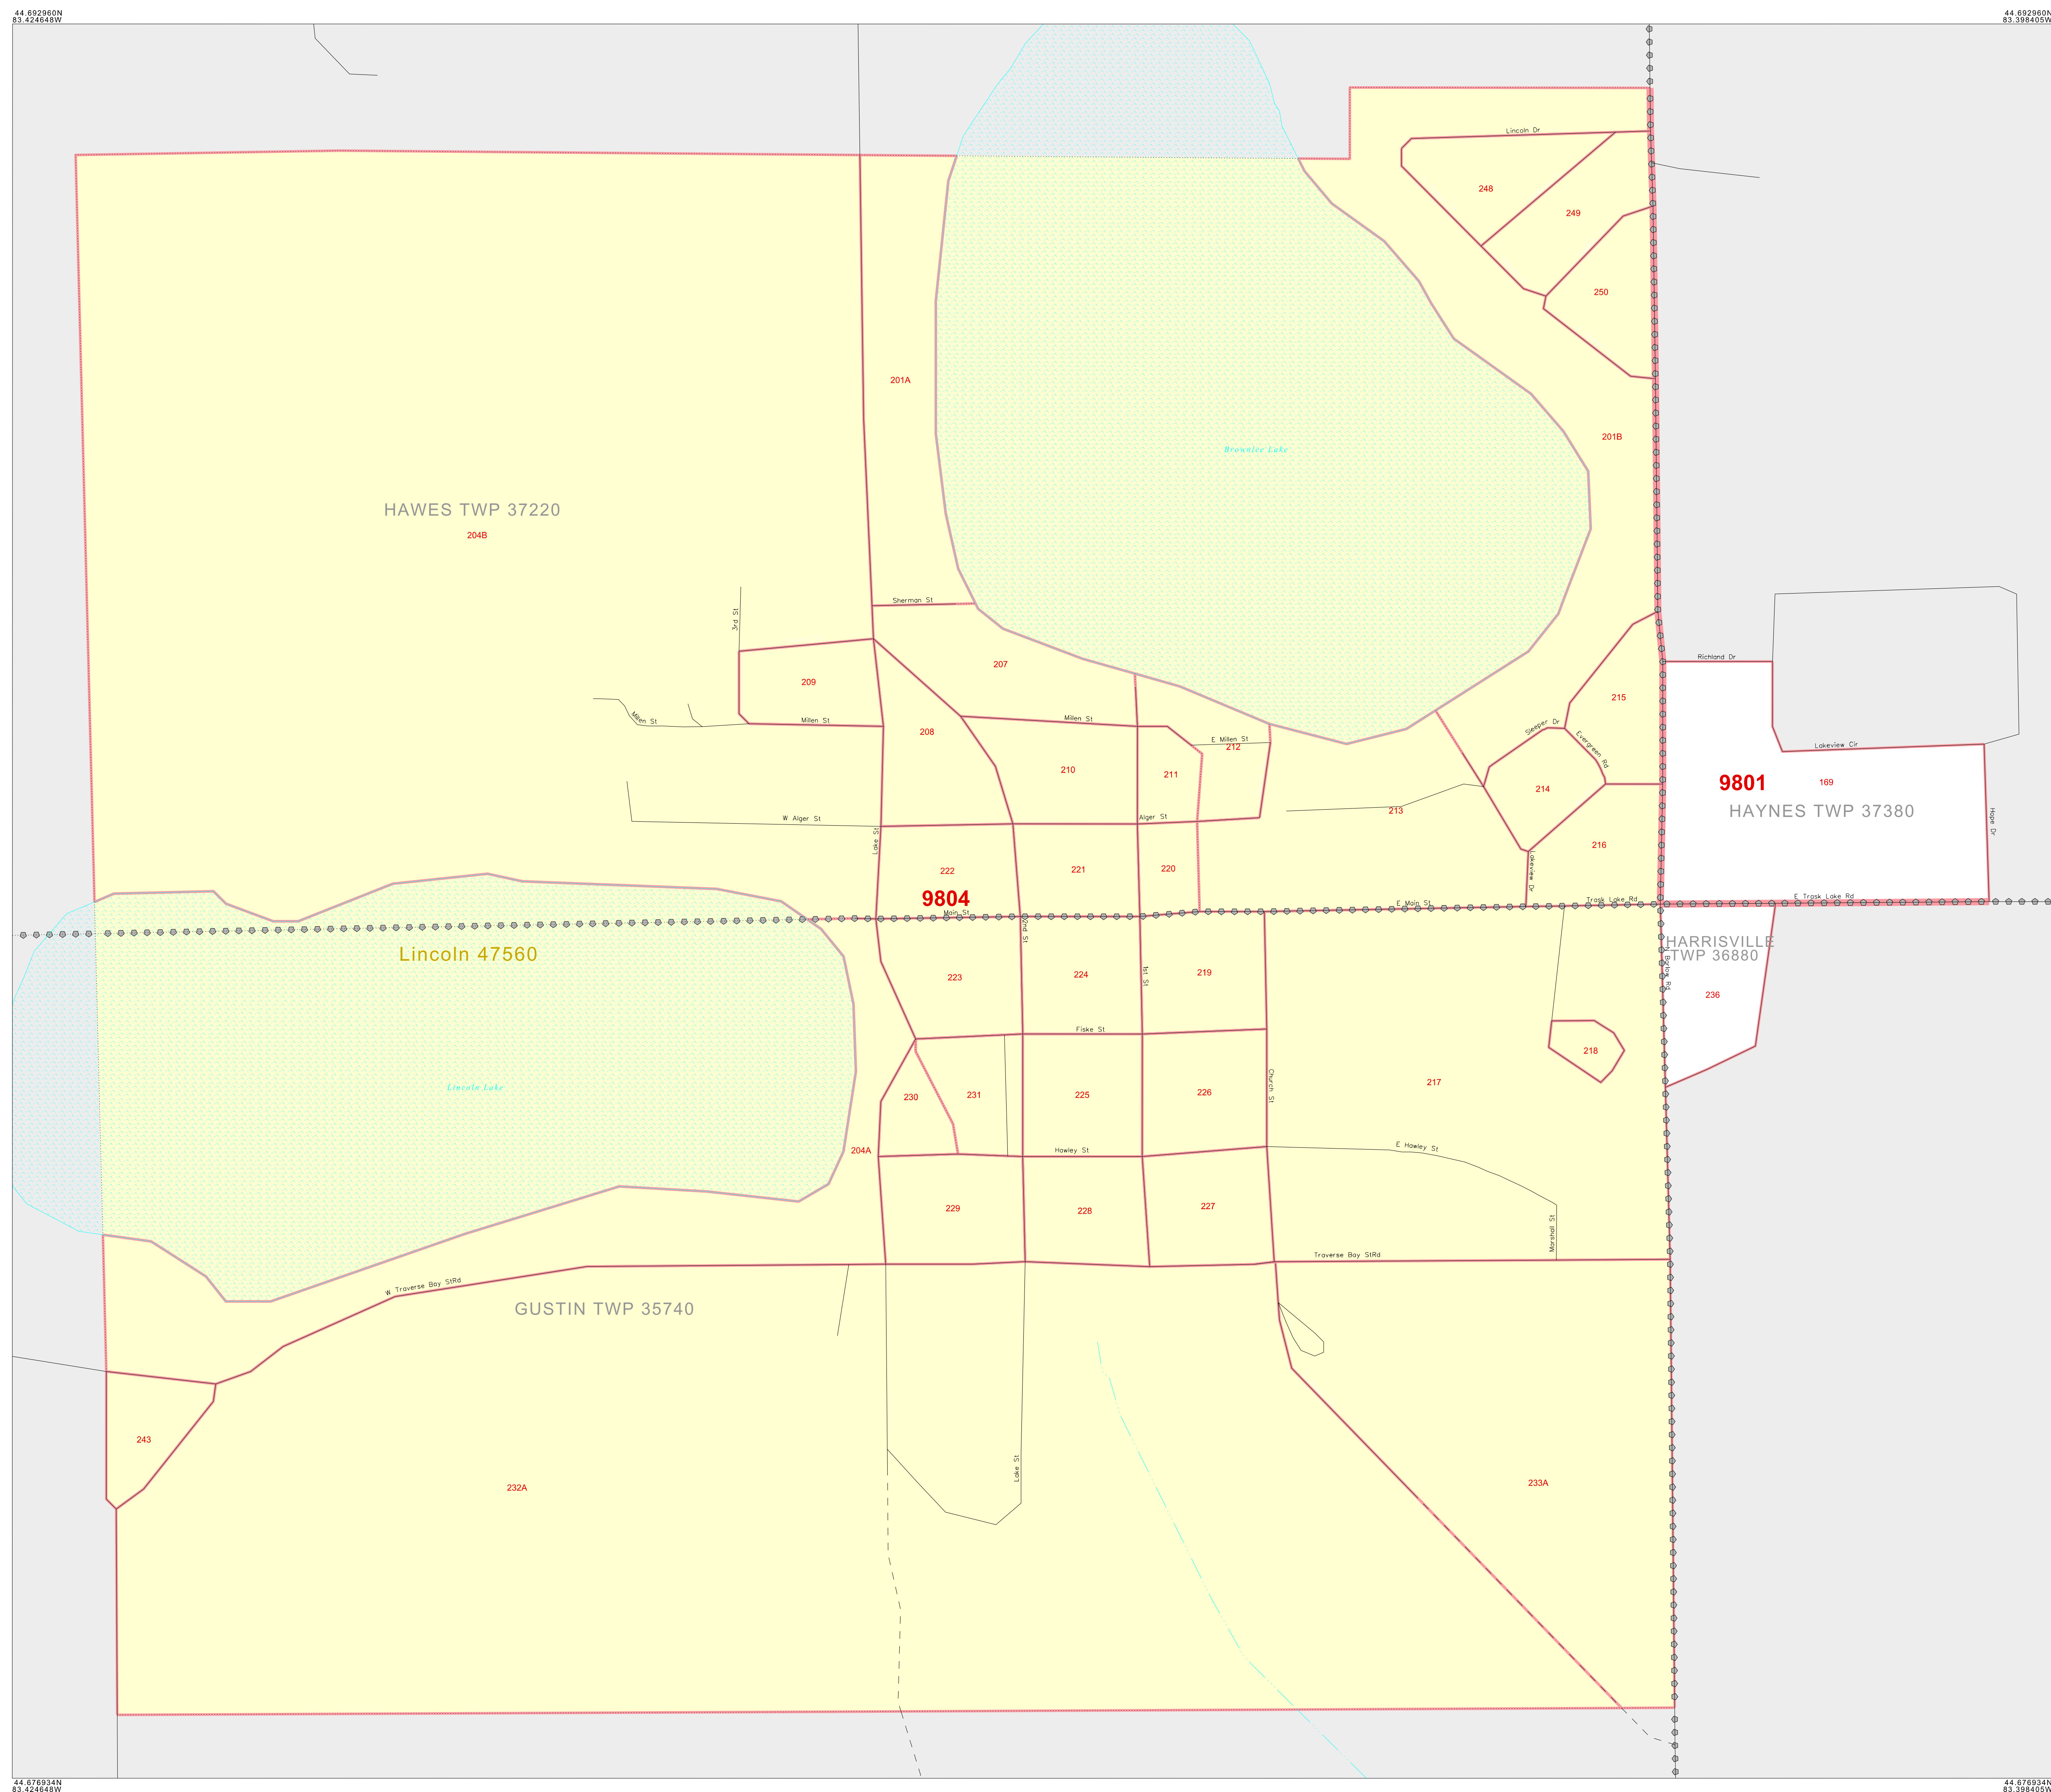 44.692960N
83.424648W
44.692960N
83.398405W
Lincoln Dr
248
249
250
201A
201B
Brownlee Lake
HAWES TWP 37220
204B
Sherman St
3rd St
207
209
Richland Dr
215
Millen St
Millen St
Millen St
208
E Millen St
212
Sleeper Dr
Evergreen Rd
Lakeview Cir
210
211
214
9801
169
213
HAYNES TWP 37380
Hope Dr
W Alger St
Alger St
Lake St
222
221
220
216
Lakeview Dr
9804
Main St
E Main St
Trask Lake Rd
E Trask Lake Rd
2nd St
Lincoln 47560
HARRISVILLE
TWP 36880
N Barlow Rd
223
224
1st St
219
236
Fiske St
218
Lincoln Lake
230
231
225
226
Church St
217
204A
Hawley St
E Hawley St
229
228
227
Marshall St
Traverse Bay StRd
W Traverse Bay StRd
GUSTIN TWP 35740
243
232A
Lake St
233A
44.676934N
83.424648W
44.676934N
83.398405W